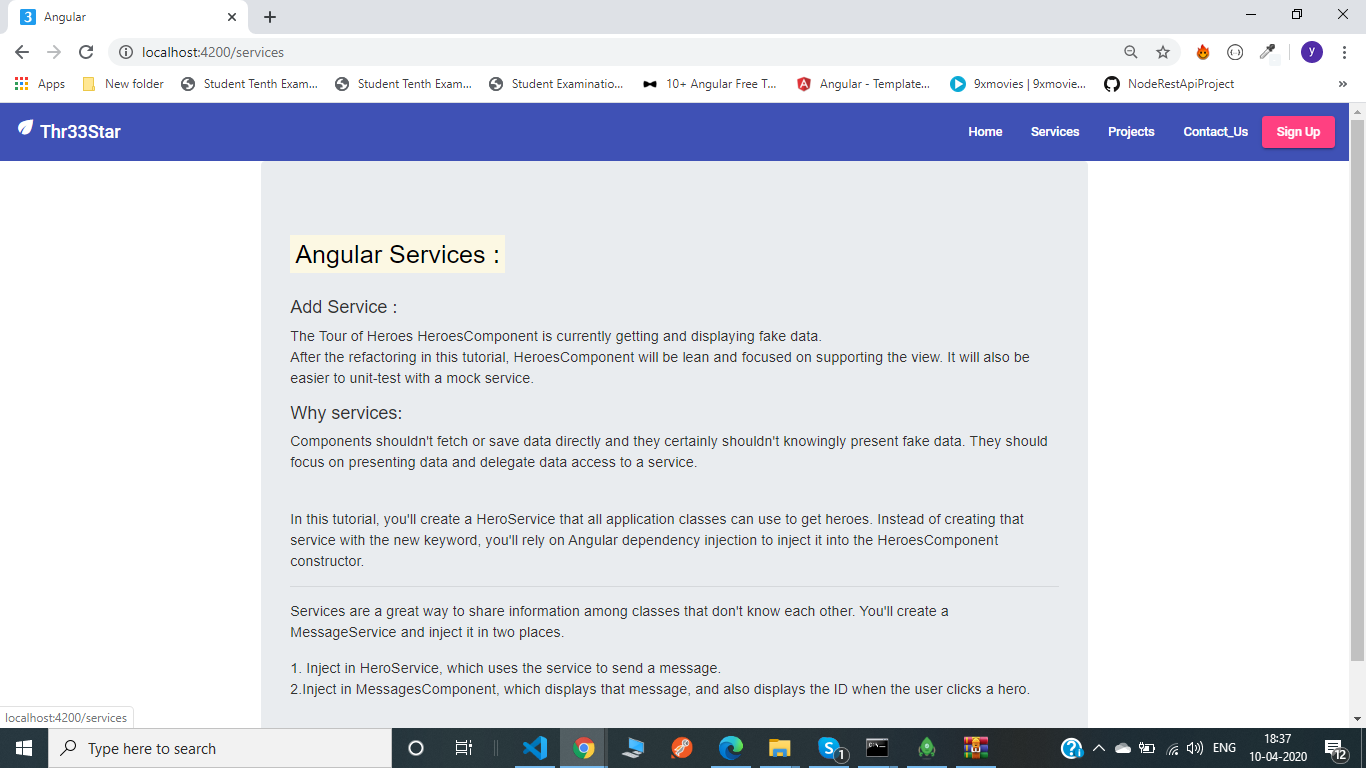 3 Angular
localhost:4200/services
y
Apps New folder Student Tenth Exam... Student Tenth Exam... Student Examinatio... 10+ Angular Free T... Angular - Template... 9xmovies | 9xmovie... NodeRestApiProject »
Thr33Star Home Services Projects Contact_Us Sign Up
Angular Services :
Add Service :
The Tour of Heroes HeroesComponent is currently getting and displaying fake data.
After the refactoring in this tutorial, HeroesComponent will be lean and focused on supporting the view. It will also be
easier to unit-test with a mock service.
Why services:
Components shouldn't fetch or save data directly and they certainly shouldn't knowingly present fake data. They should
focus on presenting data and delegate data access to a service.
In this tutorial, you'll create a HeroService that all application classes can use to get heroes. Instead of creating that
service with the new keyword, you'll rely on Angular dependency injection to inject it into the HeroesComponent
constructor.
Services are a great way to share information among classes that don't know each other. You'll create a
MessageService and inject it in two places.
1. Inject in HeroService, which uses the service to send a message.
2.Inject in MessagesComponent, which displays that message, and also displays the ID when the user clicks a hero.
localhost:4200/services
Type here to search
S 1
ENG
18:37
10-04-2020
12